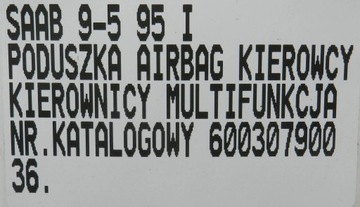 SAAB 9-5 95 I
PODUSZKA AIRBAG KIEROWCY
KIEROWNICY MULTIFUNKCJA
NR.KATALOGOWY 600307900
36.